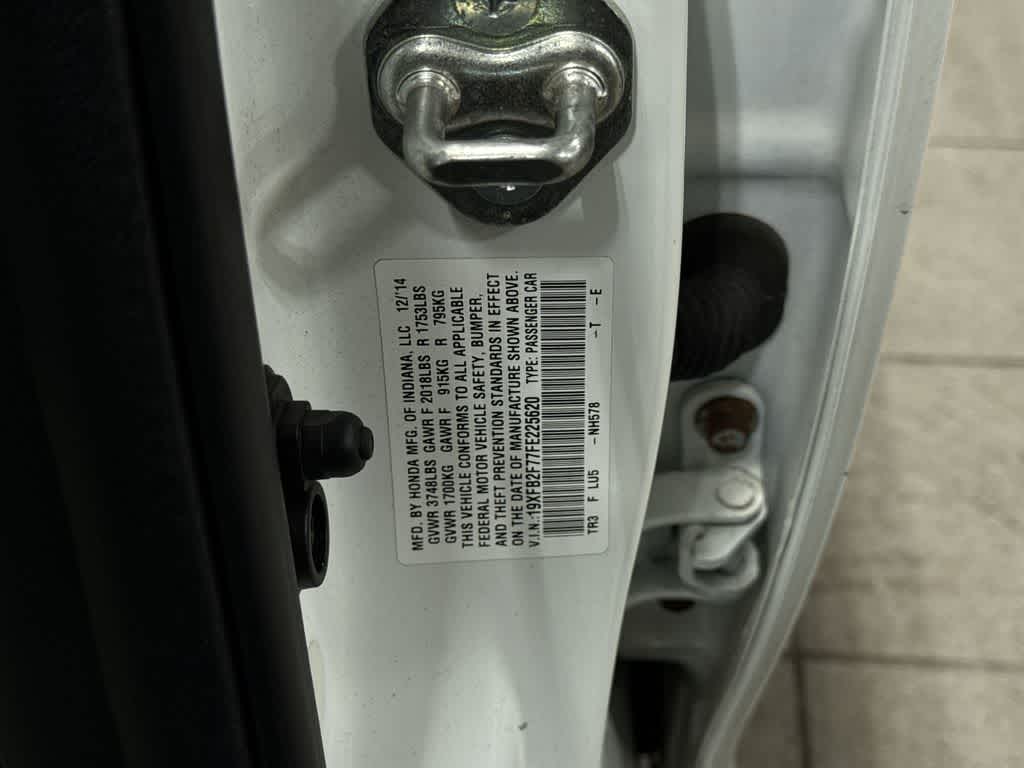 MFD. BY HONDA MFG. OF INDIANA, LLC 12/'14
GVWR 3748LBS GAWR F 2018LBS R 1753LBS
GVWR 1700KG GAWR F 915KG R 795KG
THIS VEHICLE CONFORMS TO ALL APPLICABLE
FEDERAL MOTOR VEHICLE SAFETY, BUMPER,
AND THEFT PREVENTION STANDARDS IN EFFECT
ON THE DATE OF MANUFACTURE SHOWN ABOVE.
V.I.N. 19XFB2F77FE225620 TYPE: PASSENGER CAR
TR3 F LU5 -NH578 -T -E